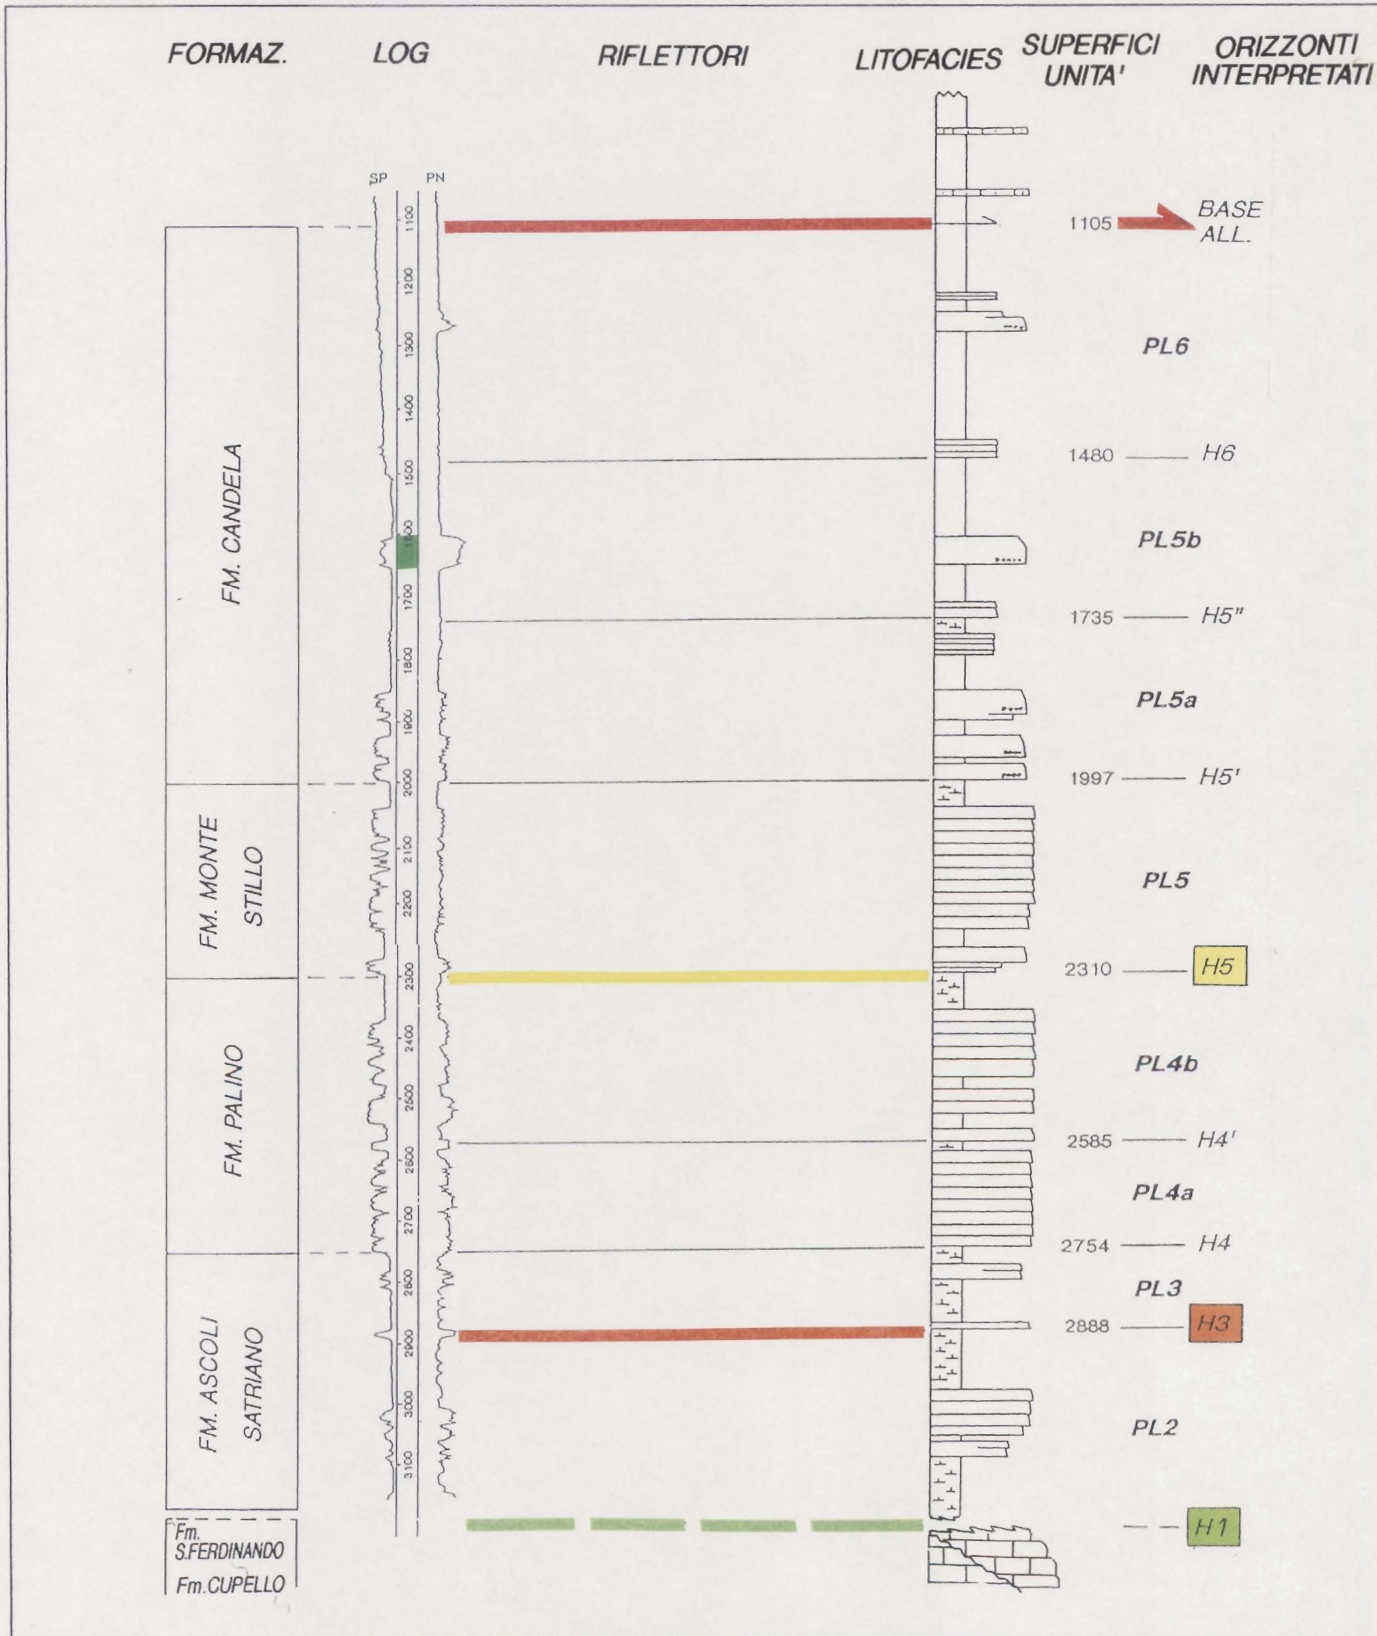 FORMAZ. LOG RIFLETTORI LITOFACIES SUPERFICI UNITA' ORIZZONTI INTERPRETATI
SP PN
1100
1105 BASE
ALL.
1200
1300
PL6
1400
1480 H6
1500
FM. CANDELA
PL5b
1700
1735 H5"
1800
PL5a
1900
1997 H5'
2000
FM. MONTE
STILLO
2100
PL5
2200
2310 H5
2300
2400
PL4b
FM. PALINO
2500
2585 H4'
2600
PL4a
2700
2754 H4
2800
PL3
2888 H3
2900
FM. ASCOLI
SATRIANO
3000
PL2
3100
H1
Fm.
S.FERDINANDO
Fm.CUPELLO